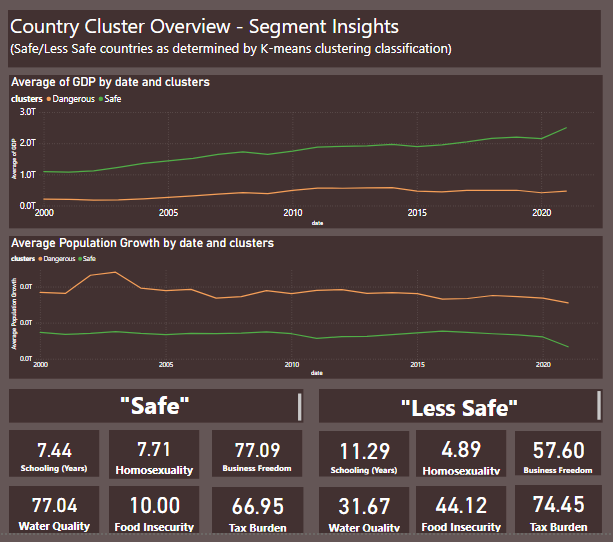 Country Cluster Overview - Segment Insights
(Safe/Less Safe countries as determined by K-means clustering classification)
Average of GDP by date and clusters
clusters Dangerous Safe
Average of GDP
3.0T
2.0T
1.0T
0.0T
2000 2005 2010 2015 2020
date
Average Population Growth by date and clusters
clusters Dangerous Safe
Average Population Growth
0.0T
0.0T
0.0T
2000 2005 2010 2015 2020
date
"Safe"
7.44 7.71 77.09
Schooling (Years) Homosexuality Business Freedom
77.04 10.00 66.95
Water Quality Food Insecurity Tax Burden
"Less Safe"
11.29 4.89 57.60
Schooling (Years) Homosexuality Business Freedom
31.67 44.12 74.45
Water Quality Food Insecurity Tax Burden